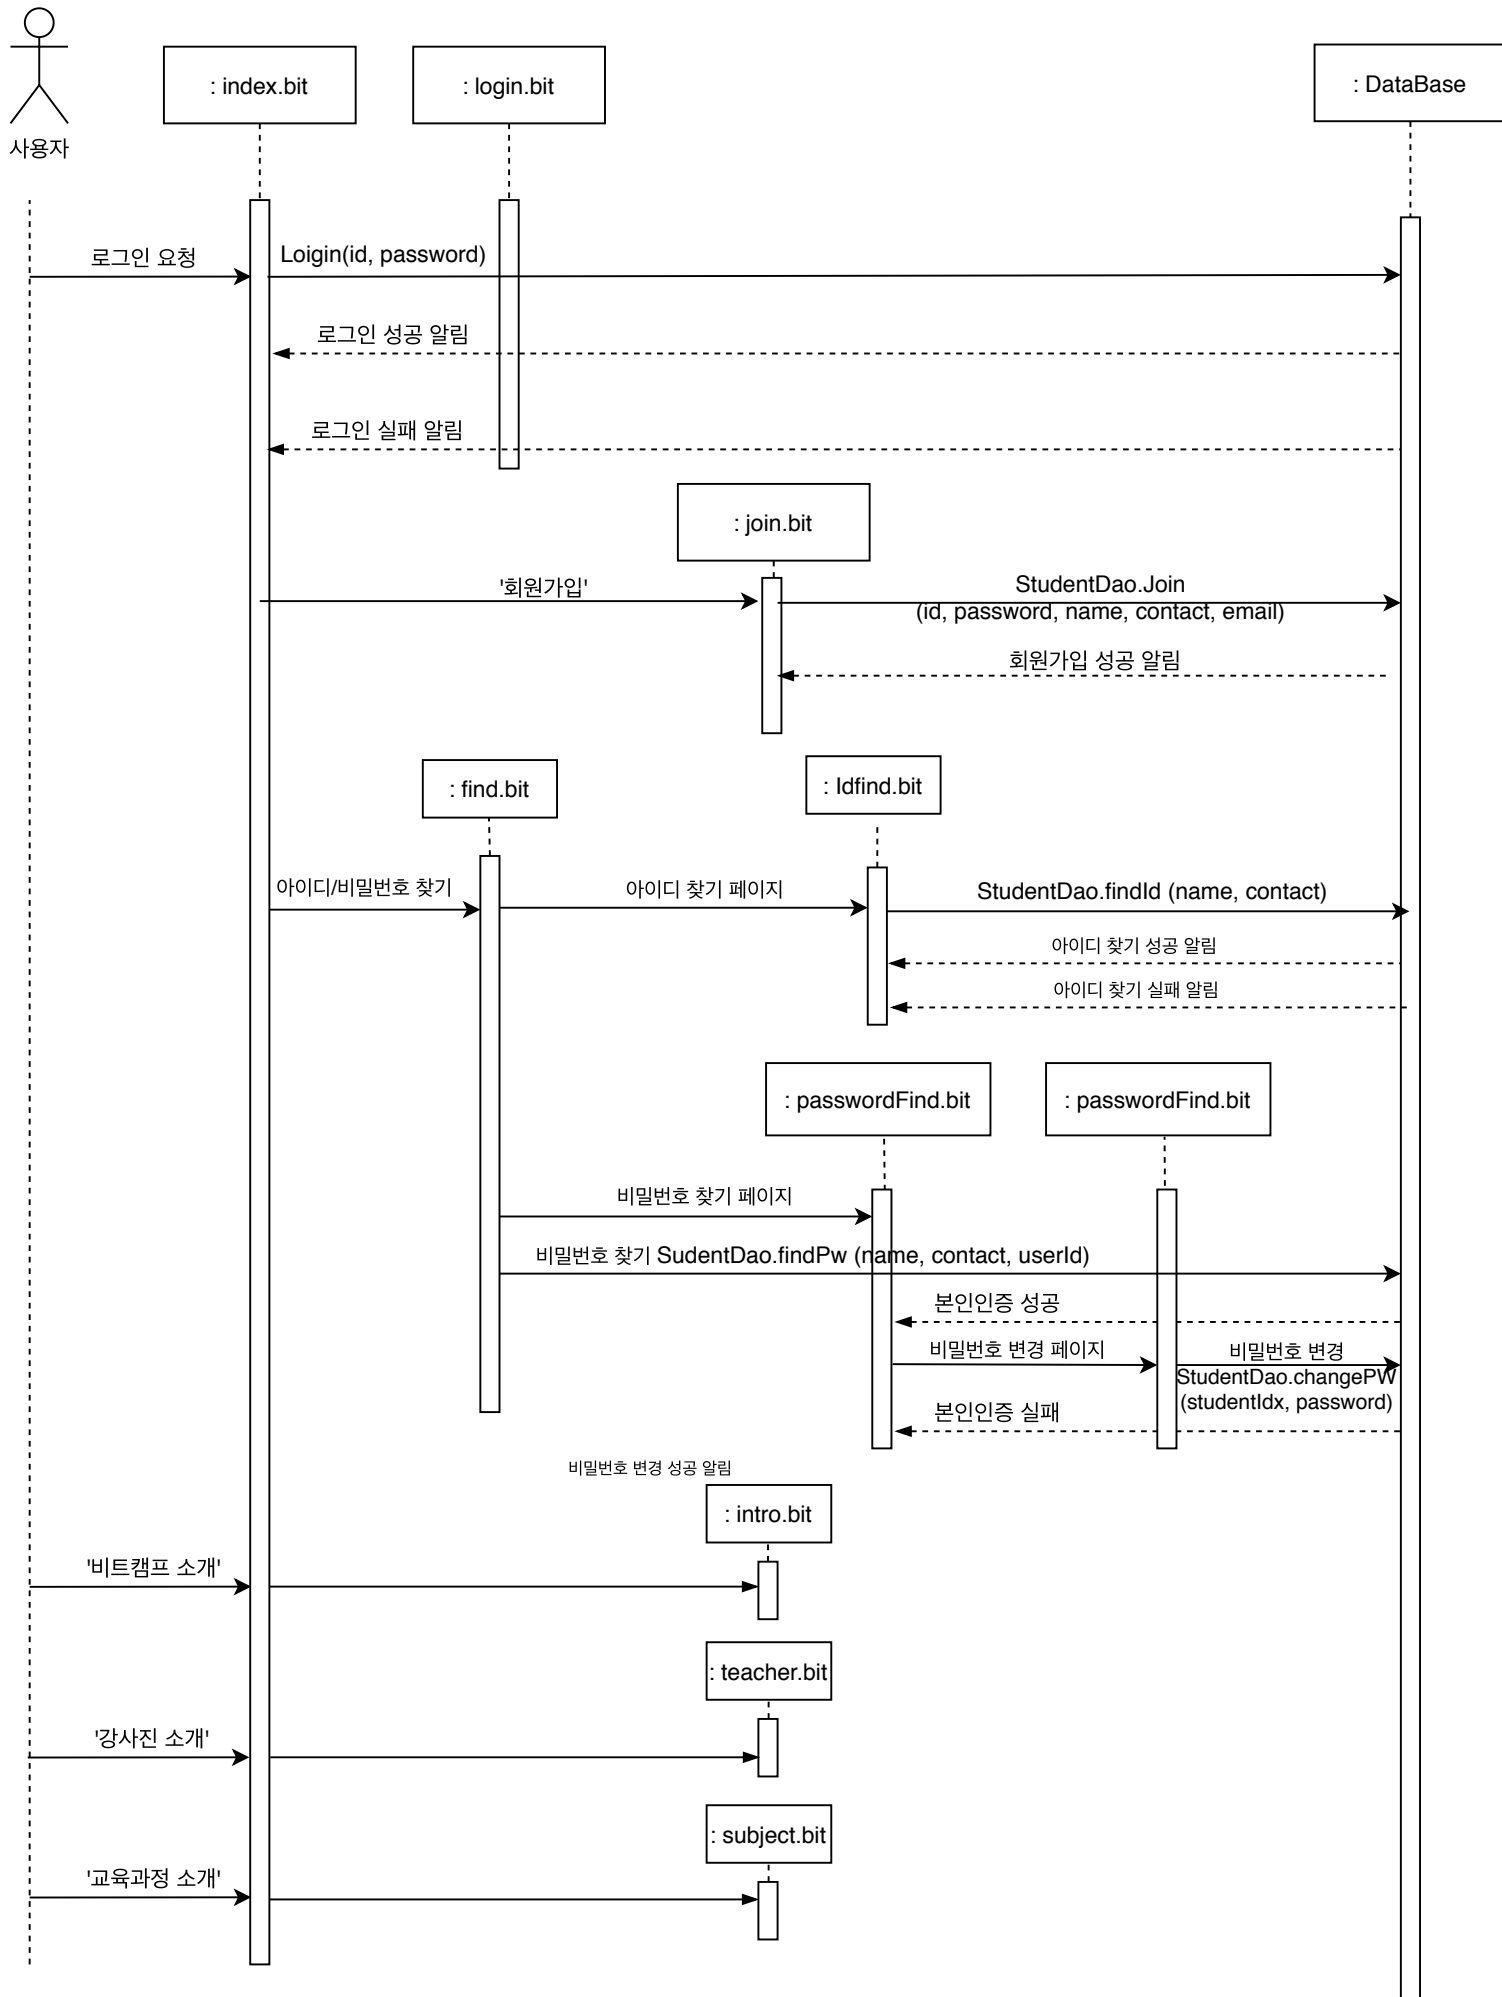 : index.bit
: login.bit
: DataBase
사용자
로그인 요청
Loigin(id, password)
로그인 성공 알림
로그인 실패 알림
: join.bit
'회원가입'
StudentDao.Join
(id, password, name, contact, email)
회원가입 성공 알림
: find.bit
: Idfind.bit
아이디/비밀번호 찾기
아이디 찾기 페이지
StudentDao.findId (name, contact)
아이디 찾기 성공 알림
아이디 찾기 실패 알림
: passwordFind.bit
: passwordFind.bit
비밀번호 찾기 페이지
비밀번호 찾기 SudentDao.findPw (name, contact, userId)
본인인증 성공
비밀번호 변경 페이지
비밀번호 변경
StudentDao.changePW
(studentIdx, password)
본인인증 실패
비밀번호 변경 성공 알림
: intro.bit
'비트캠프 소개'
: teacher.bit
'강사진 소개'
: subject.bit
'교육과정 소개'